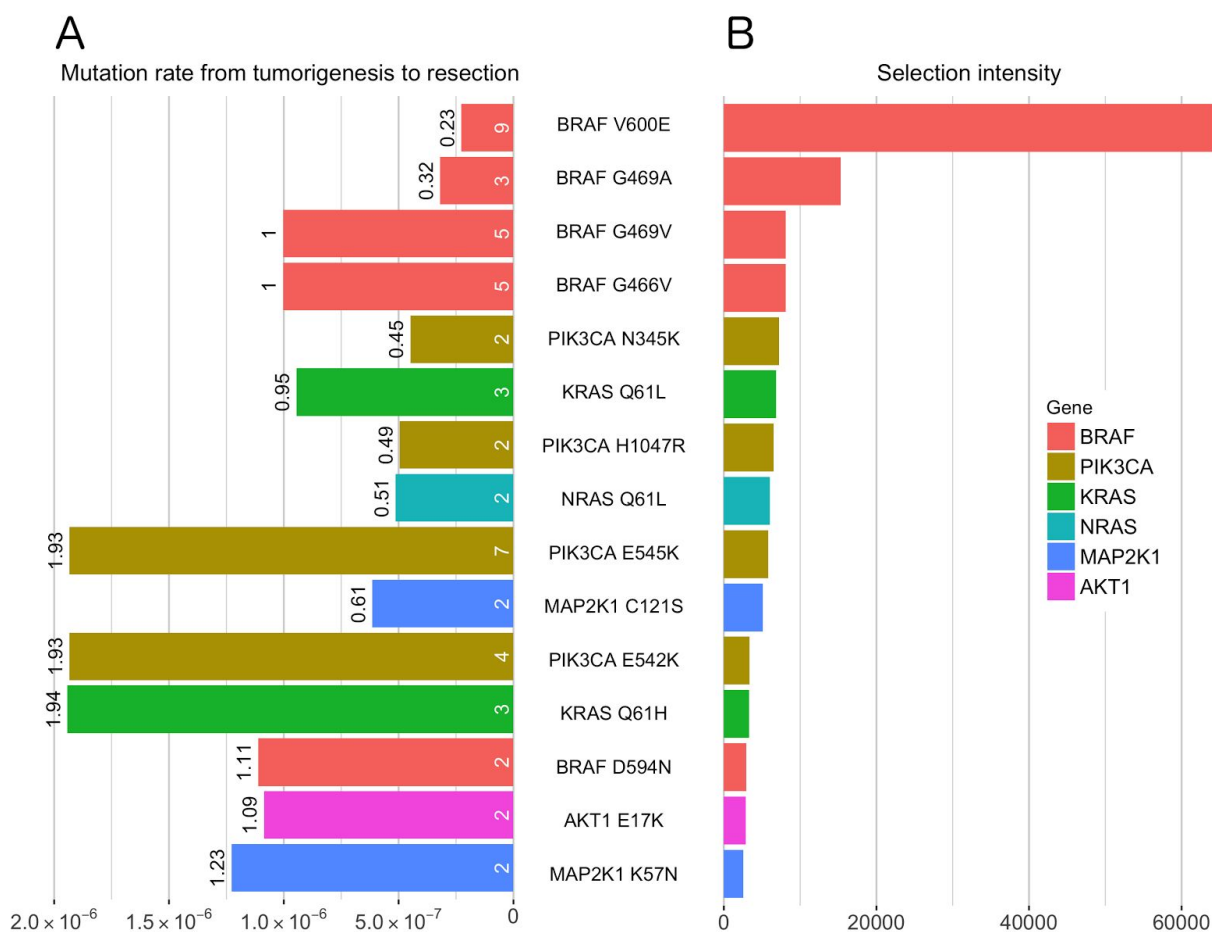 A
B
Mutation rate from tumorigenesis to resection
Selection intensity
0.23 9 BRAF V600E
0.32 3 BRAF G469A
1 5 BRAF G469V
1 5 BRAF G466V
0.45 2 PIK3CA N345K
0.95 3 KRAS Q61L
0.49 2 PIK3CA H1047R
0.51 2 NRAS Q61L
1.93 7 PIK3CA E545K
0.61 2 MAP2K1 C121S
1.93 4 PIK3CA E542K
1.94 3 KRAS Q61H
1.11 2 BRAF D594N
1.09 2 AKT1 E17K
1.23 2 MAP2K1 K57N
Gene
BRAF
PIK3CA
KRAS
NRAS
MAP2K1
AKT1
2.0 × 10⁻⁶ 1.5 × 10⁻⁶ 1.0 × 10⁻⁶ 5.0 × 10⁻⁷ 0
0 20000 40000 60000